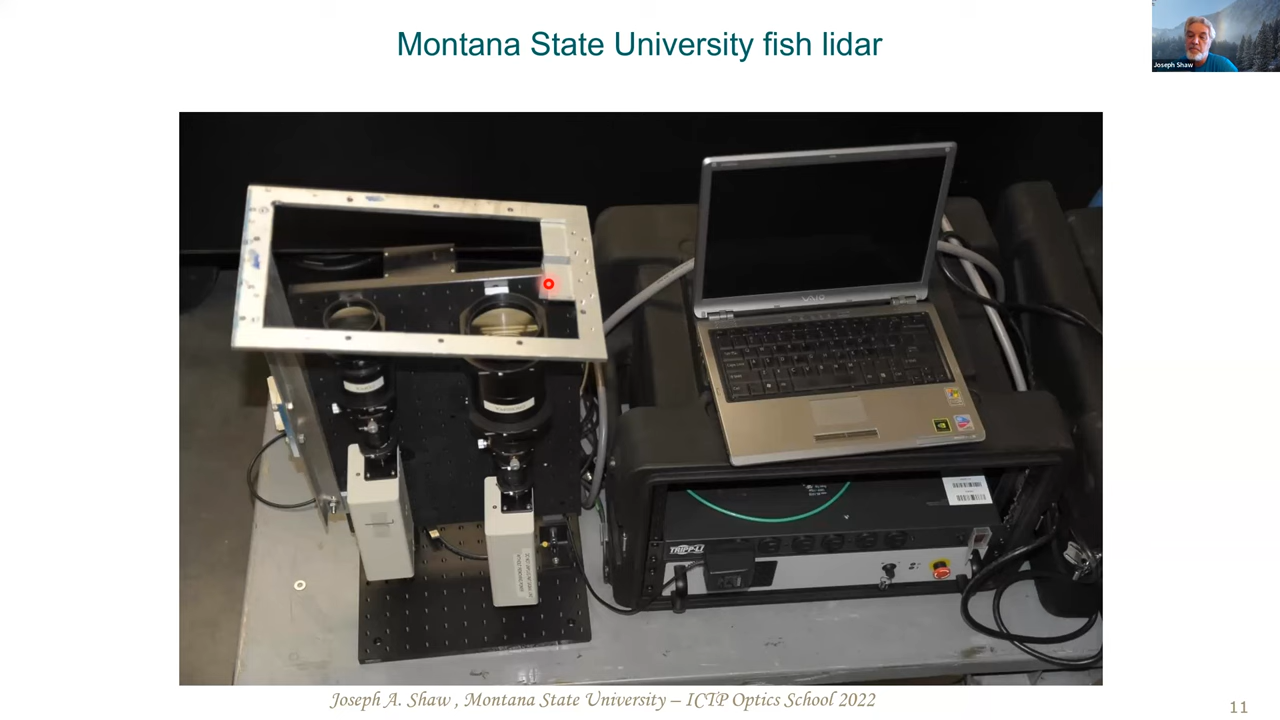 Montana State University fish lidar
Joseph Shaw
VAIO
TRIPP-LI
Joseph A. Shaw , Montana State University – ICTP Optics School 2022
11